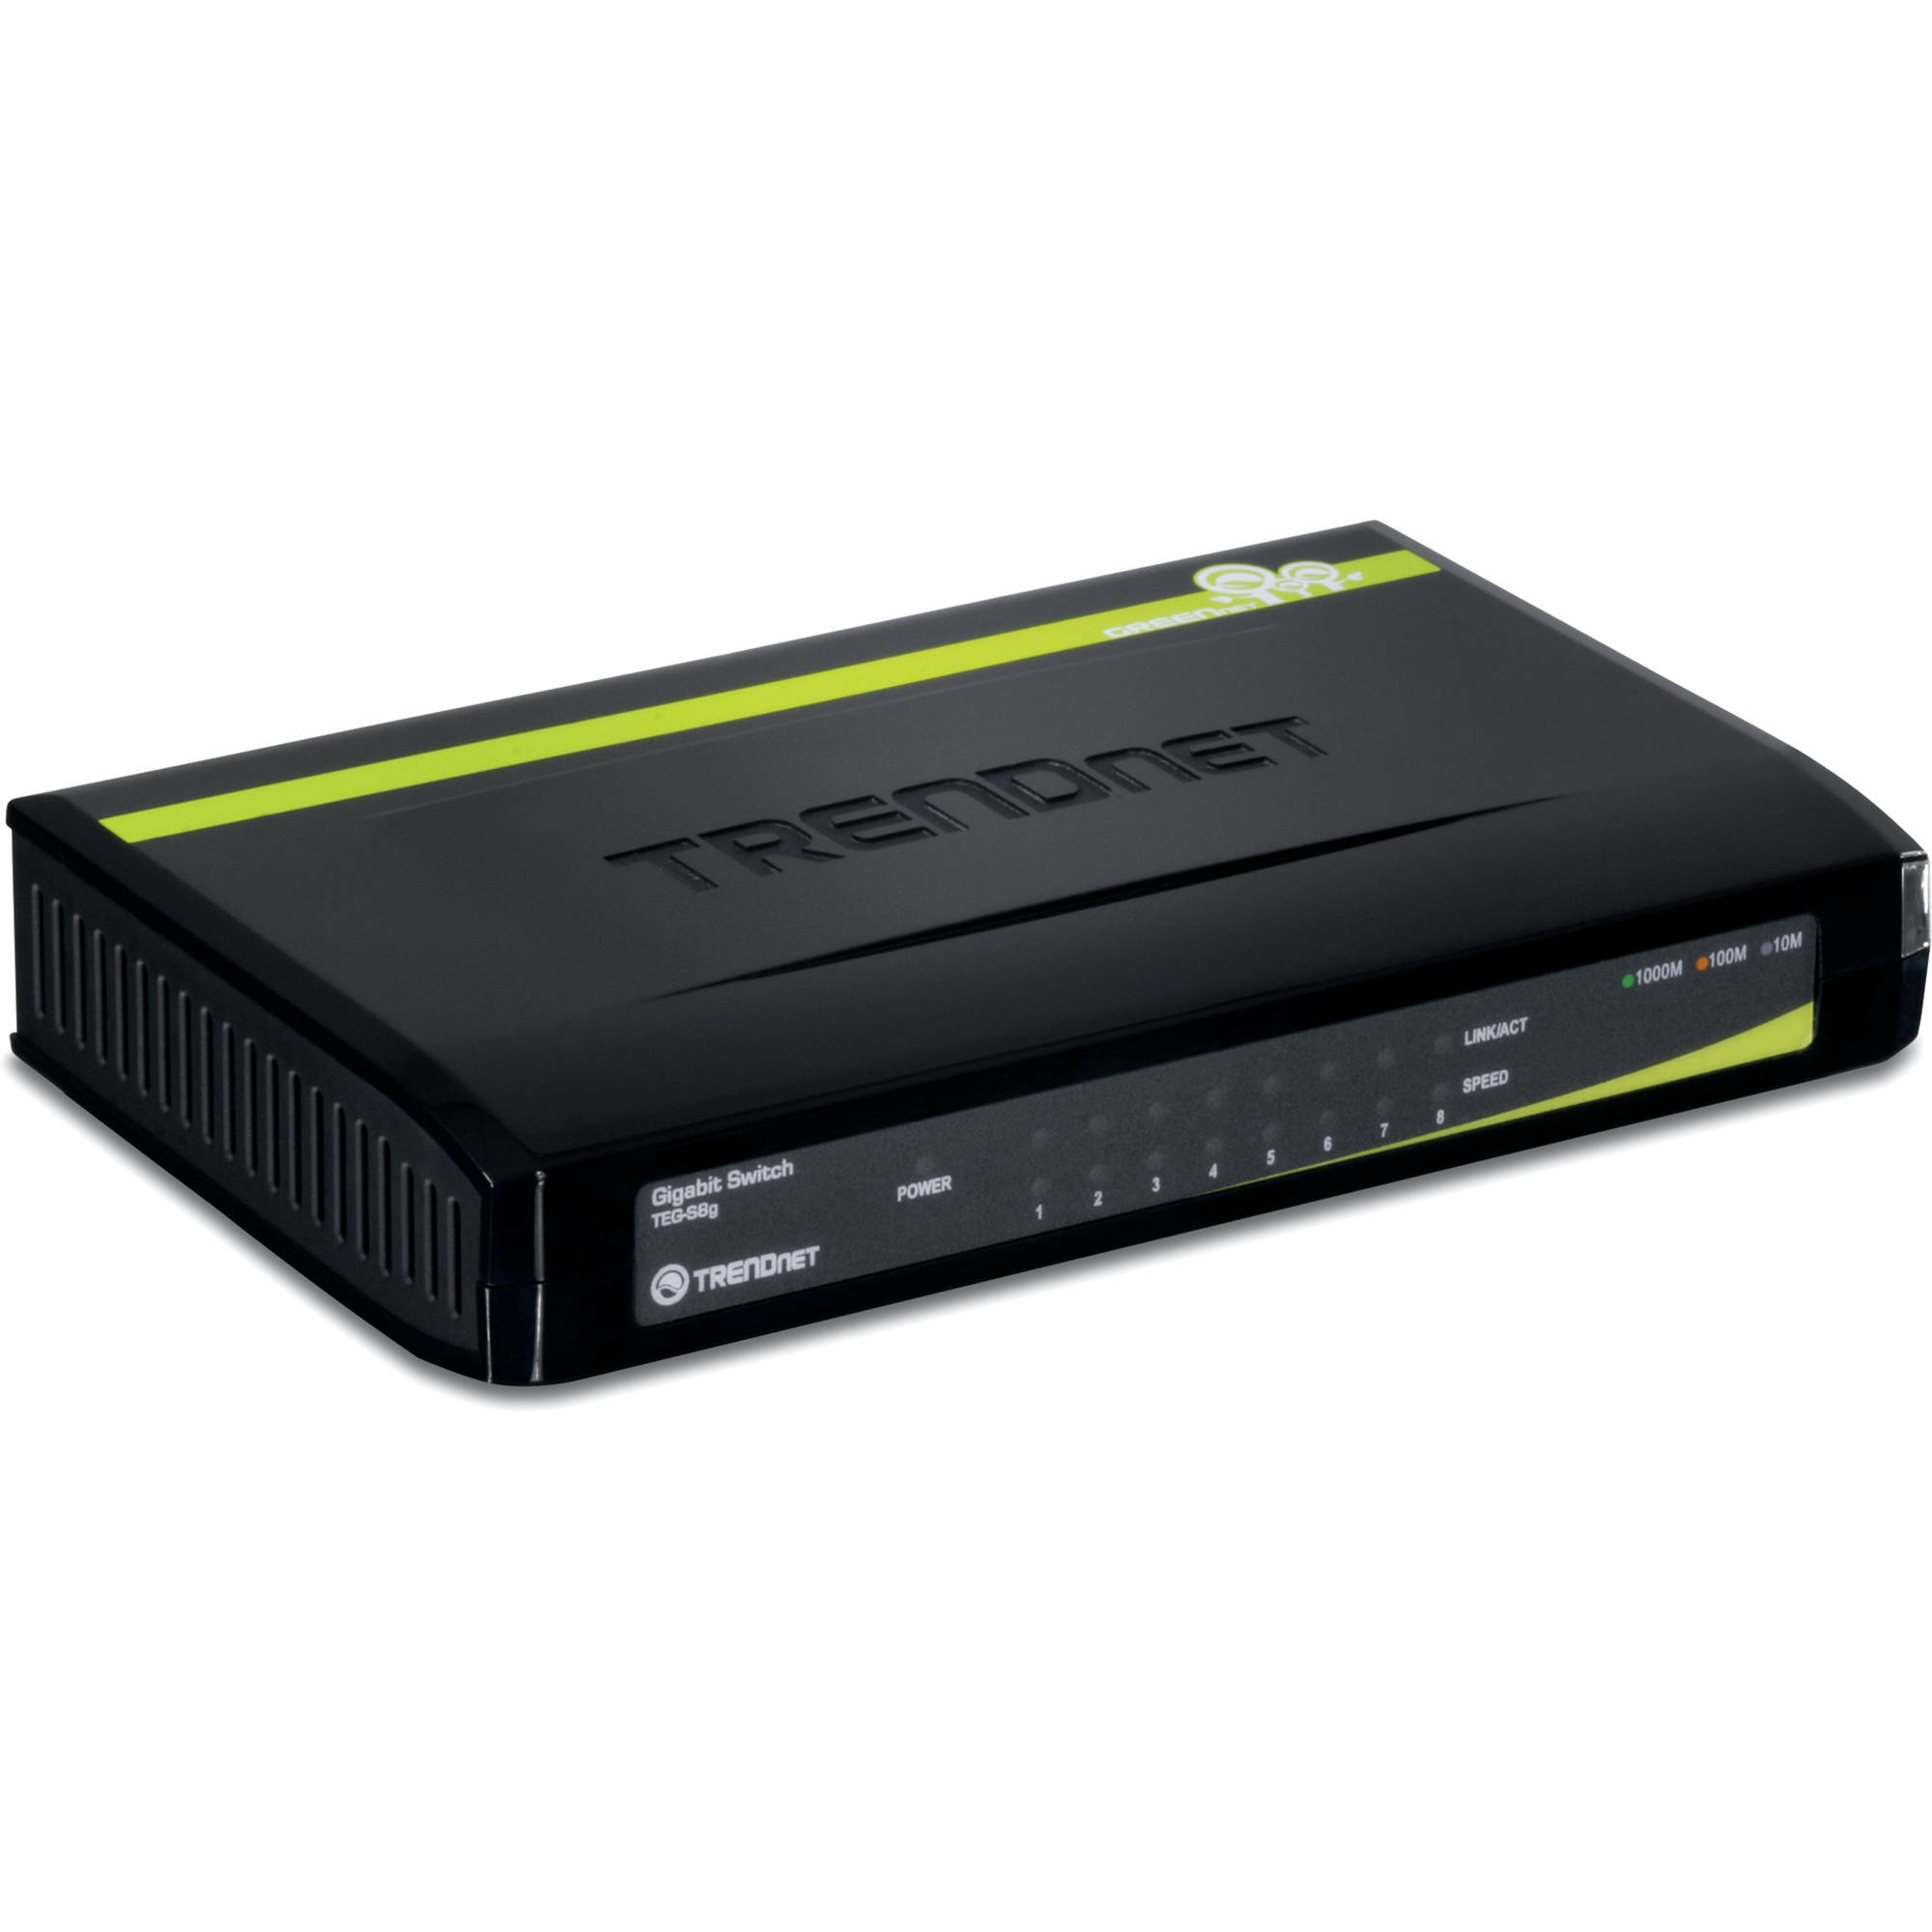 GREENnet
TRENDnET
1000M 100M 10M
LINK/ACT
SPEED
Gigabit Switch
TEG-S8g
POWER
1 2 3 4 5 6 7 8
TRENDnET